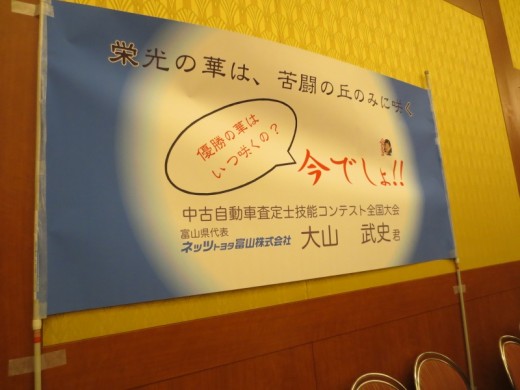 栄光の華は、苦闘の丘のみに咲く
優勝の華は
いつ咲くの?
今でしょ!!
中古自動車査定士技能コンテスト全国大会
富山県代表
ネッツトヨタ富山株式会社 大山 武史君